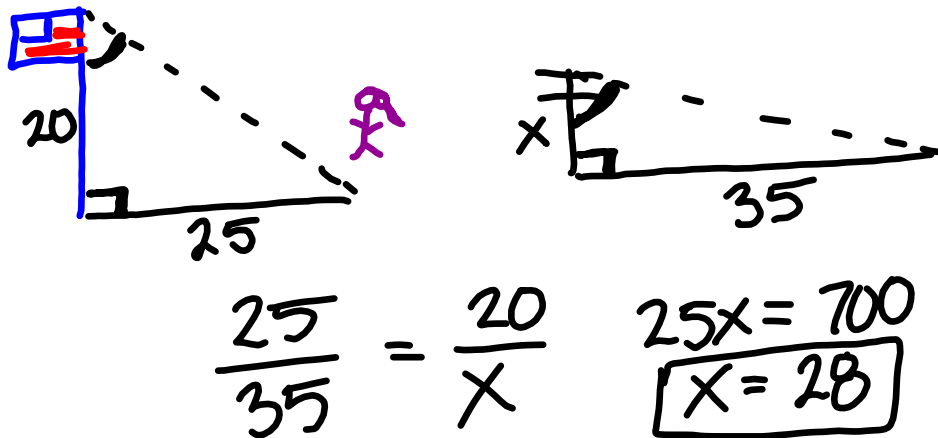 20
25
x
35
25/35 = 20/x
25x = 700
x = 28